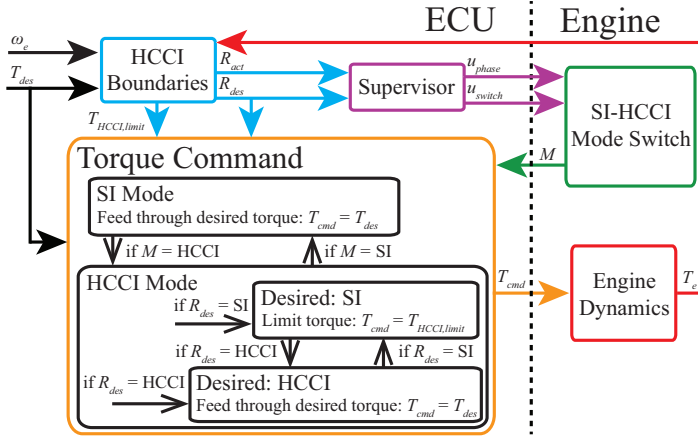 ECU
Engine
ω_e
T_des
HCCI
Boundaries
R_act
R_des
Supervisor
u_phase
u_switch
SI-HCCI
Mode Switch
T_HCCI,limit
M
Torque Command
SI Mode
Feed through desired torque: T_cmd = T_des
if M = HCCI
if M = SI
HCCI Mode
Desired: SI
Limit torque: T_cmd = T_HCCI,limit
if R_des = SI
if R_des = HCCI
if R_des = SI
if R_des = HCCI
Desired: HCCI
Feed through desired torque: T_cmd = T_des
T_cmd
Engine
Dynamics
T_e